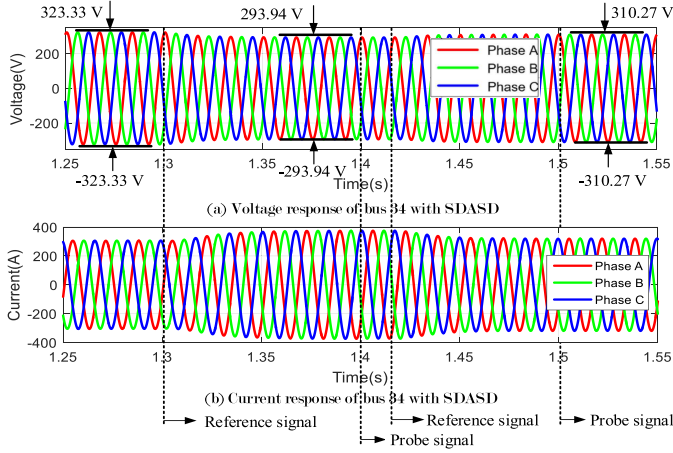 323.33 V
293.94 V
310.27 V
Voltage(V)
200
0
-200
Phase A
Phase B
Phase C
1.25
1.3
1.35
1.4
1.45
1.5
1.55
-323.33 V
-293.94 V
-310.27 V
Time(s)
(a) Voltage response of bus 34 with SDASD
Current(A)
400
200
0
-200
-400
Phase A
Phase B
Phase C
1.25
1.3
1.35
1.4
1.45
1.5
1.55
Time(s)
(b) Current response of bus 34 with SDASD
Reference signal
Reference signal
Probe signal
Probe signal